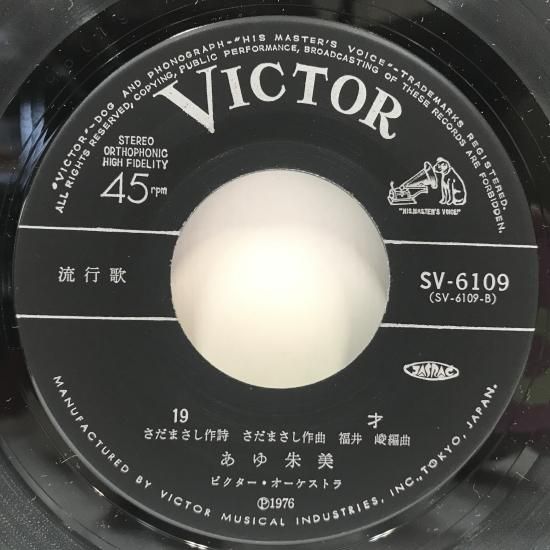 "VICTOR"–DOG AND PHONOGRAPH–"HIS MASTER'S VOICE"–TRADEMARKS REGISTERED.
ALL RIGHTS RESERVED, COPYING, PUBLIC PERFORMANCE, BROADCASTING OF THESE RECORDS ARE FORBIDDEN.
VICTOR
STEREO
ORTHOPHONIC
HIGH FIDELITY
45 rpm
"HIS MASTER'S VOICE"
流行歌
SV-6109
(SV-6109-B)
JASRAC
19 才
さだまさし作詩 さだまさし作曲 福井 峻編曲
あゆ朱美
ビクター・オーケストラ
Ⓟ1976
MANUFACTURED BY VICTOR MUSICAL INDUSTRIES, INC., TOKYO, JAPAN.